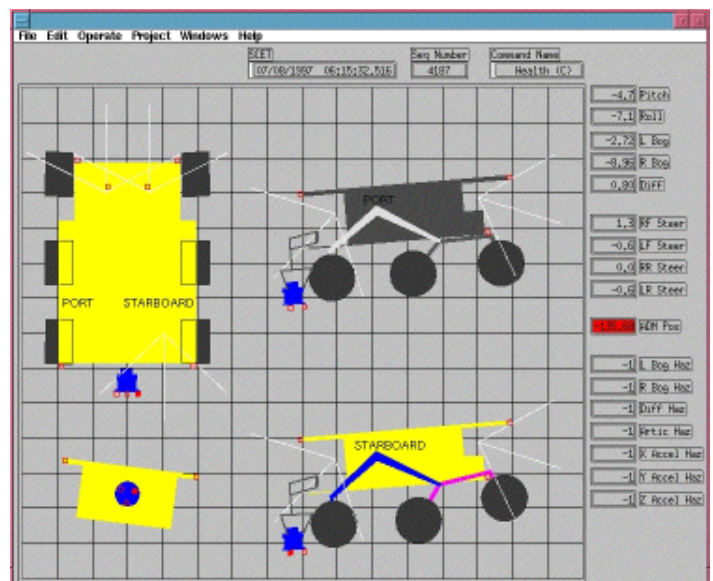 File Edit Operate Project Windows Help
SCET
07/08/1997 06:15:32.516
Seq Number
4187
Command Name
Health (C)
-4.7 Pitch
-7.1 Roll
-2.72 L Bog
-8.96 R Bog
0.80 Diff
1.3 RF Steer
-0.6 LF Steer
0.0 RR Steer
-0.6 LR Steer
ADM Pos
-1 L Bog Haz
-1 R Bog Haz
-1 Diff Haz
-1 Artic Haz
-1 X Accel Haz
-1 Y Accel Haz
-1 Z Accel Haz
PORT
PORT STARBOARD
STARBOARD